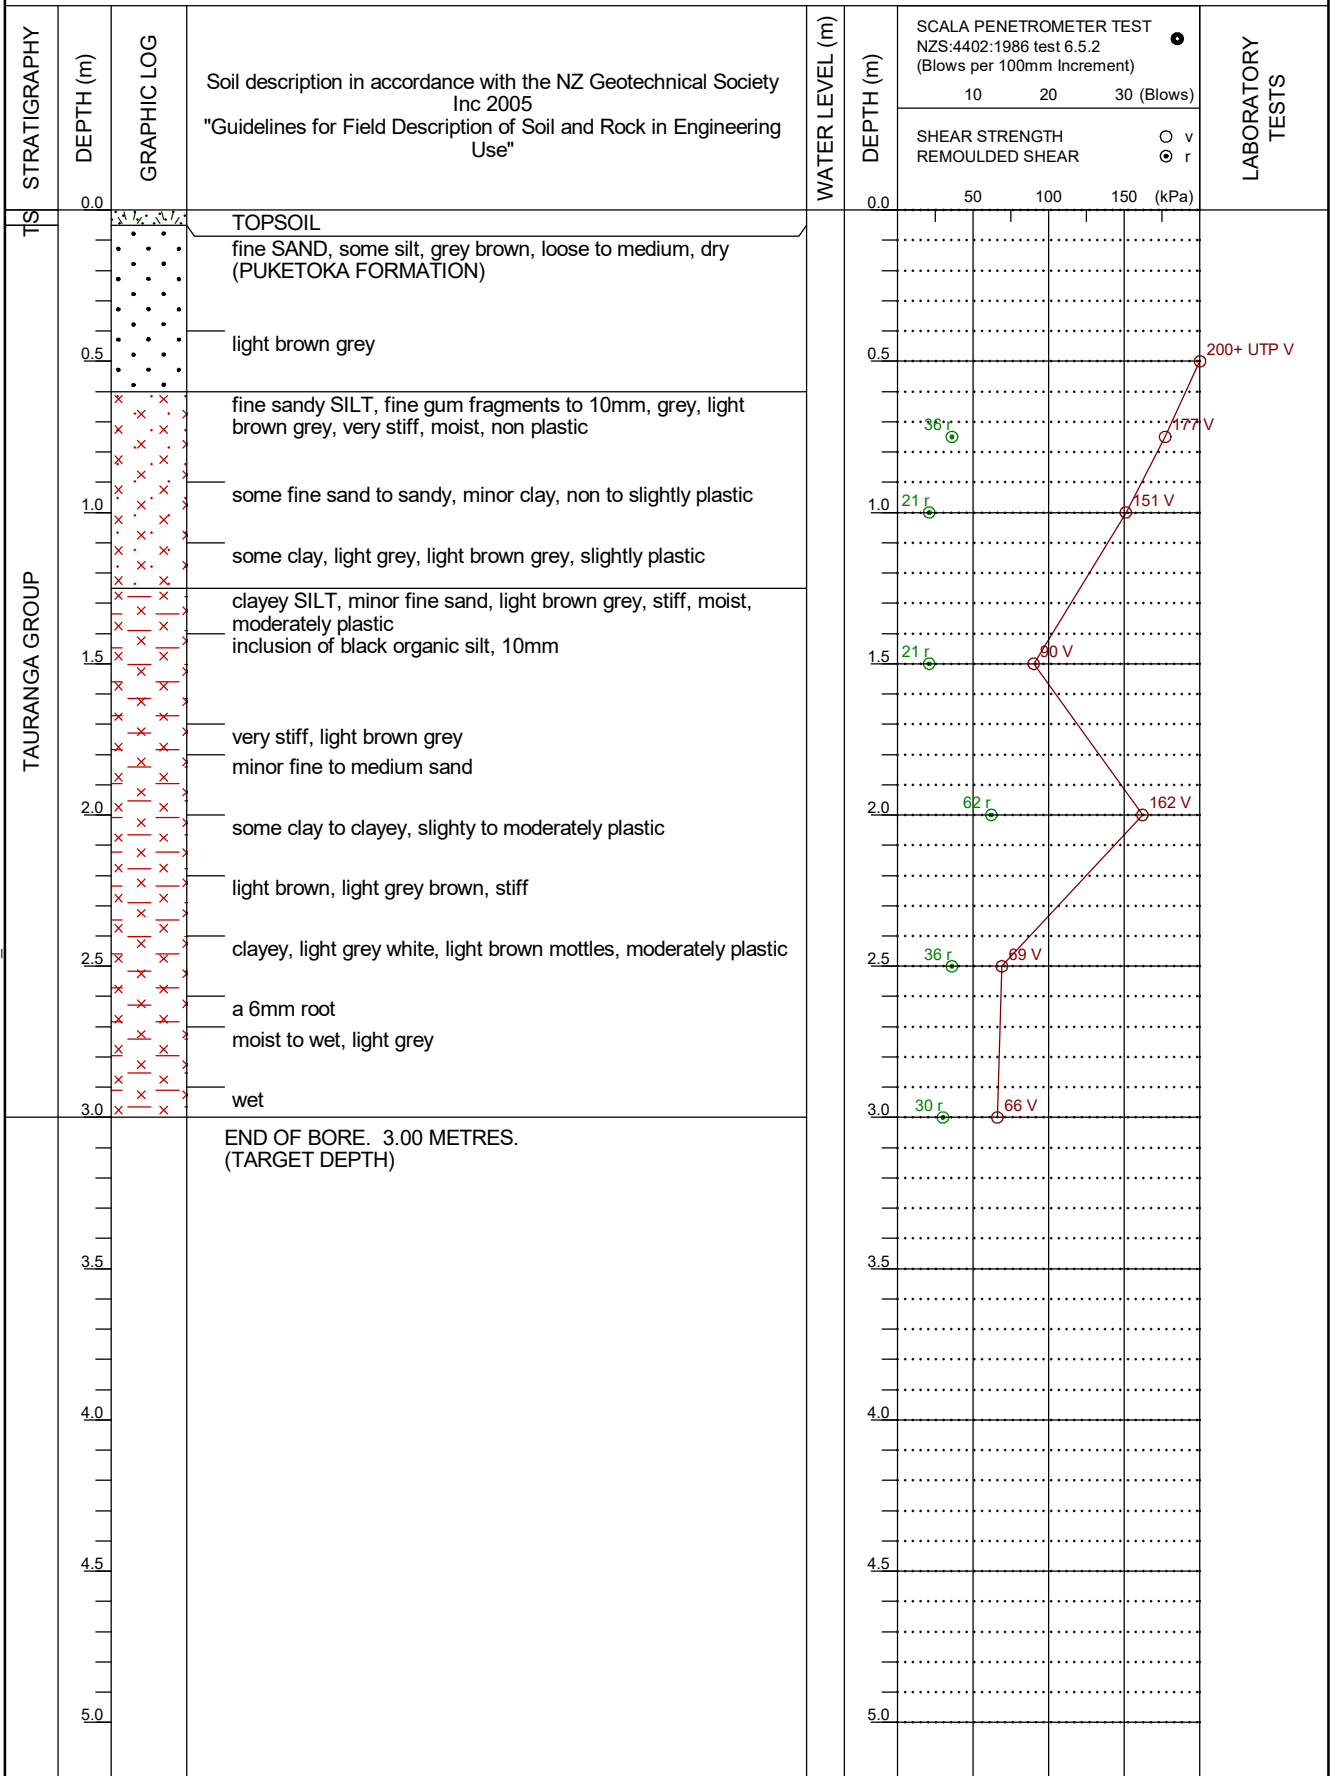 STRATIGRAPHY
DEPTH (m)
GRAPHIC LOG
Soil description in accordance with the NZ Geotechnical Society
Inc 2005
"Guidelines for Field Description of Soil and Rock in Engineering
Use"
WATER LEVEL (m)
DEPTH (m)
SCALA PENETROMETER TEST
NZS:4402:1986 test 6.5.2
(Blows per 100mm Increment)
10 20 30 (Blows)
SHEAR STRENGTH v
REMOULDED SHEAR r
50 100 150 (kPa)
LABORATORY
TESTS
0.0
0.0
TS
TOPSOIL
fine SAND, some silt, grey brown, loose to medium, dry
(PUKETOKA FORMATION)
light brown grey
0.5
0.5
200+ UTP V
fine sandy SILT, fine gum fragments to 10mm, grey, light
brown grey, very stiff, moist, non plastic
36 r
177 V
some fine sand to sandy, minor clay, non to slightly plastic
1.0
1.0
21 r
151 V
some clay, light grey, light brown grey, slightly plastic
TAURANGA GROUP
clayey SILT, minor fine sand, light brown grey, stiff, moist,
moderately plastic
inclusion of black organic silt, 10mm
1.5
1.5
21 r
90 V
very stiff, light brown grey
minor fine to medium sand
2.0
2.0
62 r
162 V
some clay to clayey, slighty to moderately plastic
light brown, light grey brown, stiff
clayey, light grey white, light brown mottles, moderately plastic
2.5
2.5
36 r
69 V
a 6mm root
moist to wet, light grey
wet
3.0
3.0
30 r
66 V
END OF BORE. 3.00 METRES.
(TARGET DEPTH)
3.5
3.5
4.0
4.0
4.5
4.5
5.0
5.0